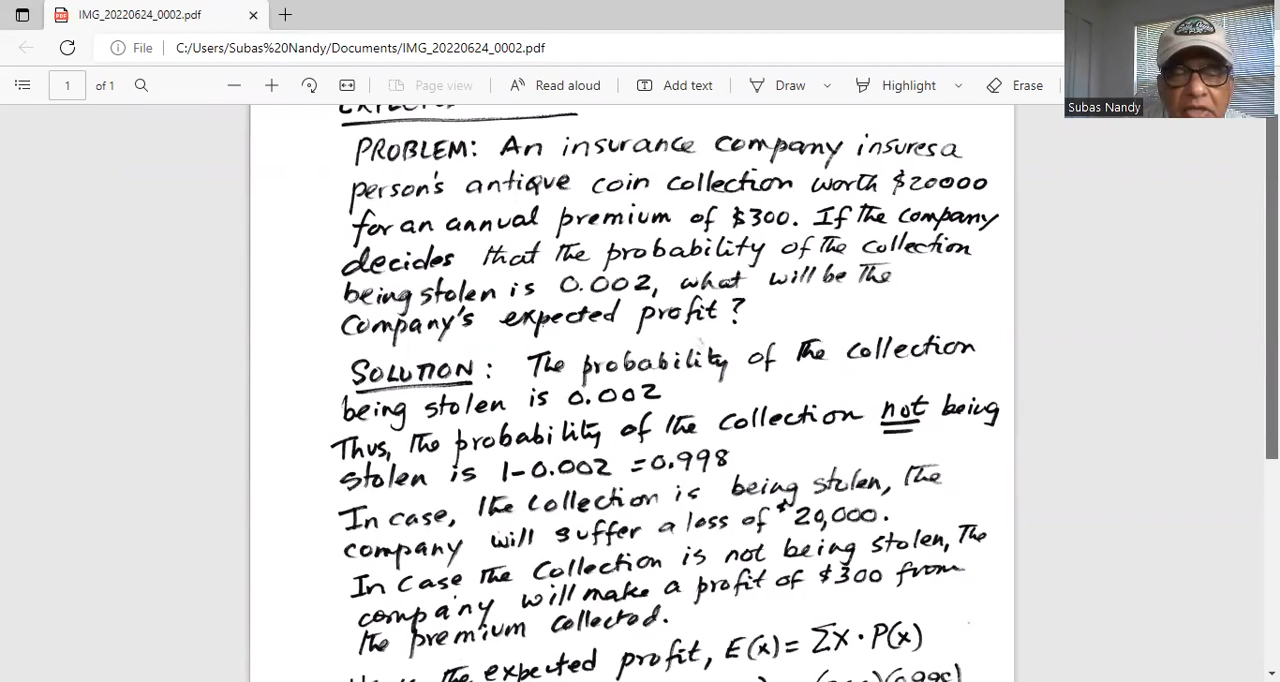 IMG_20220624_0002.pdf
File
C:/Users/Subas%20Nandy/Documents/IMG_20220624_0002.pdf
1
of 1
Page view
Read aloud
Add text
Draw
Highlight
Erase
Subas Nandy
PROBLEM: An insurance company insures a
person's antique coin collection worth $20000
for an annual premium of $300. If the company
decides that the probability of the collection
being stolen is 0.002, what will be the
Company's expected profit?
SOLUTION: The probability of the collection
being stolen is 0.002
Thus, the probability of the collection not being
stolen is 1-0.002 = 0.998
In case, the collection is being stolen, the
company will suffer a loss of $20,000.
In case the collection is not being stolen, the
company will make a profit of $300 from
the premium collected.
the expected profit, E(x) = Σx · P(x)